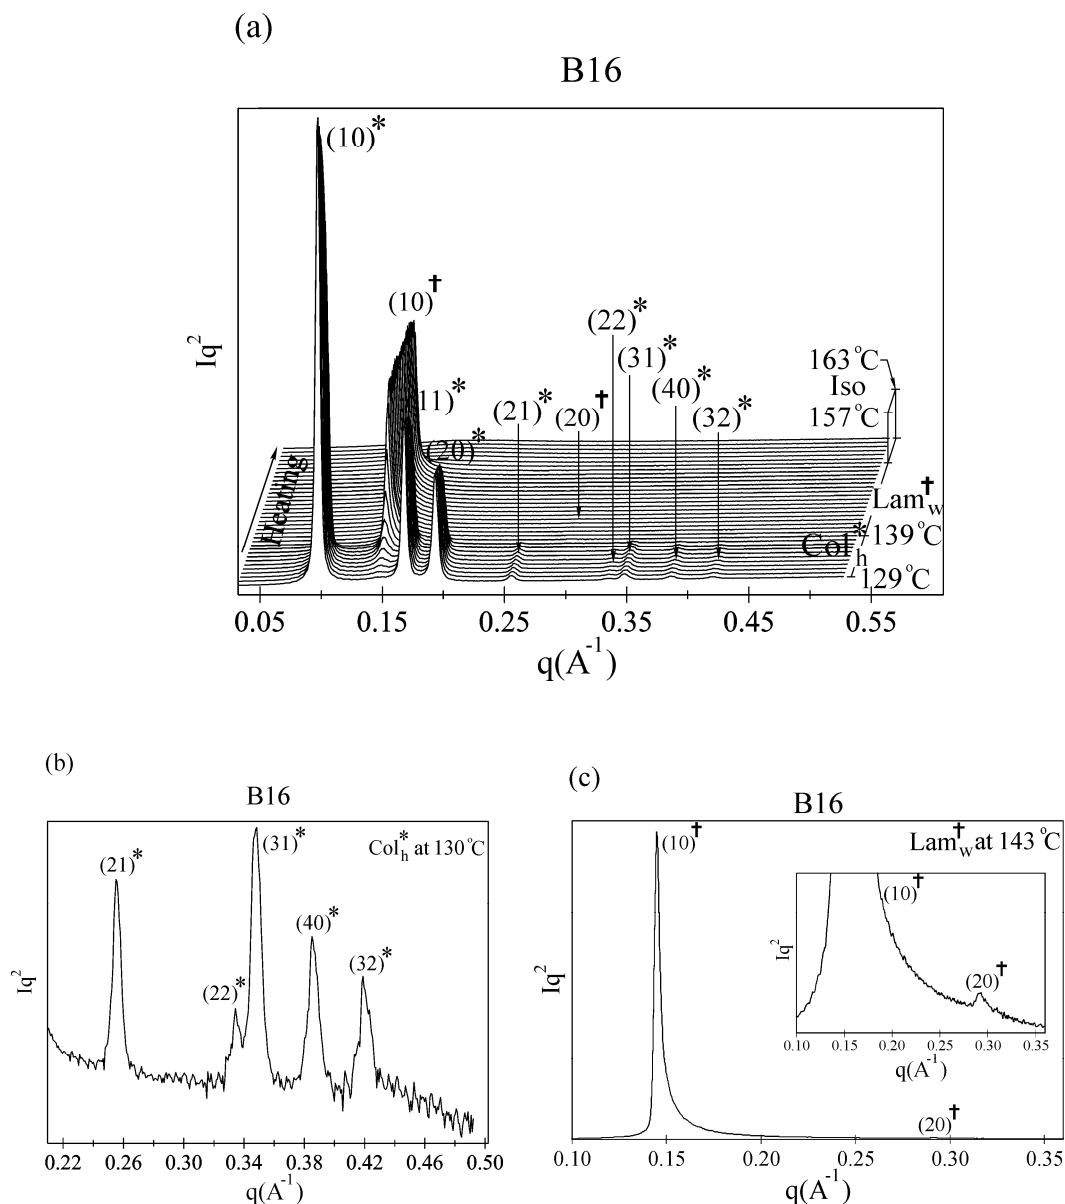 (a)
B16
(10)*
(10)†
(11)*
(20)*
(21)*
(20)†
(22)*
(31)*
(40)*
(32)*
163°C
Iso
157°C
Lam†w
139°C
Col*h
129°C
Heating
Iq²
0.05 0.15 0.25 0.35 0.45 0.55
q(A⁻¹)
(b)
B16
Col*h at 130°C
(21)*
(22)*
(31)*
(40)*
(32)*
Iq²
0.22 0.26 0.30 0.34 0.38 0.42 0.46 0.50
q(A⁻¹)
(c)
B16
Lam†w at 143°C
(10)†
(20)†
Iq²
0.10 0.15 0.20 0.25 0.30
q(A⁻¹)
(10)†
(20)†
Iq²
0.10 0.15 0.20 0.25 0.30 0.35
q(A⁻¹)